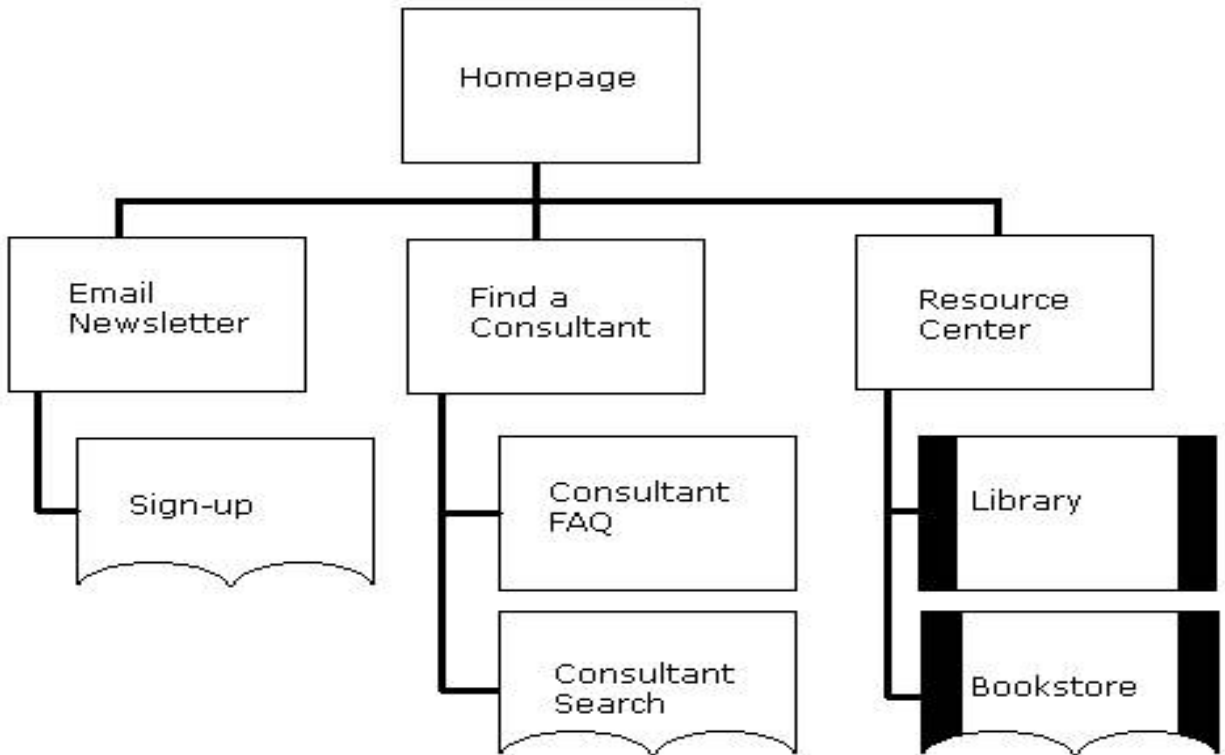 Homepage
Email
Newsletter
Find a
Consultant
Resource
Center
Sign-up
Consultant
FAQ
Library
Consultant
Search
Bookstore